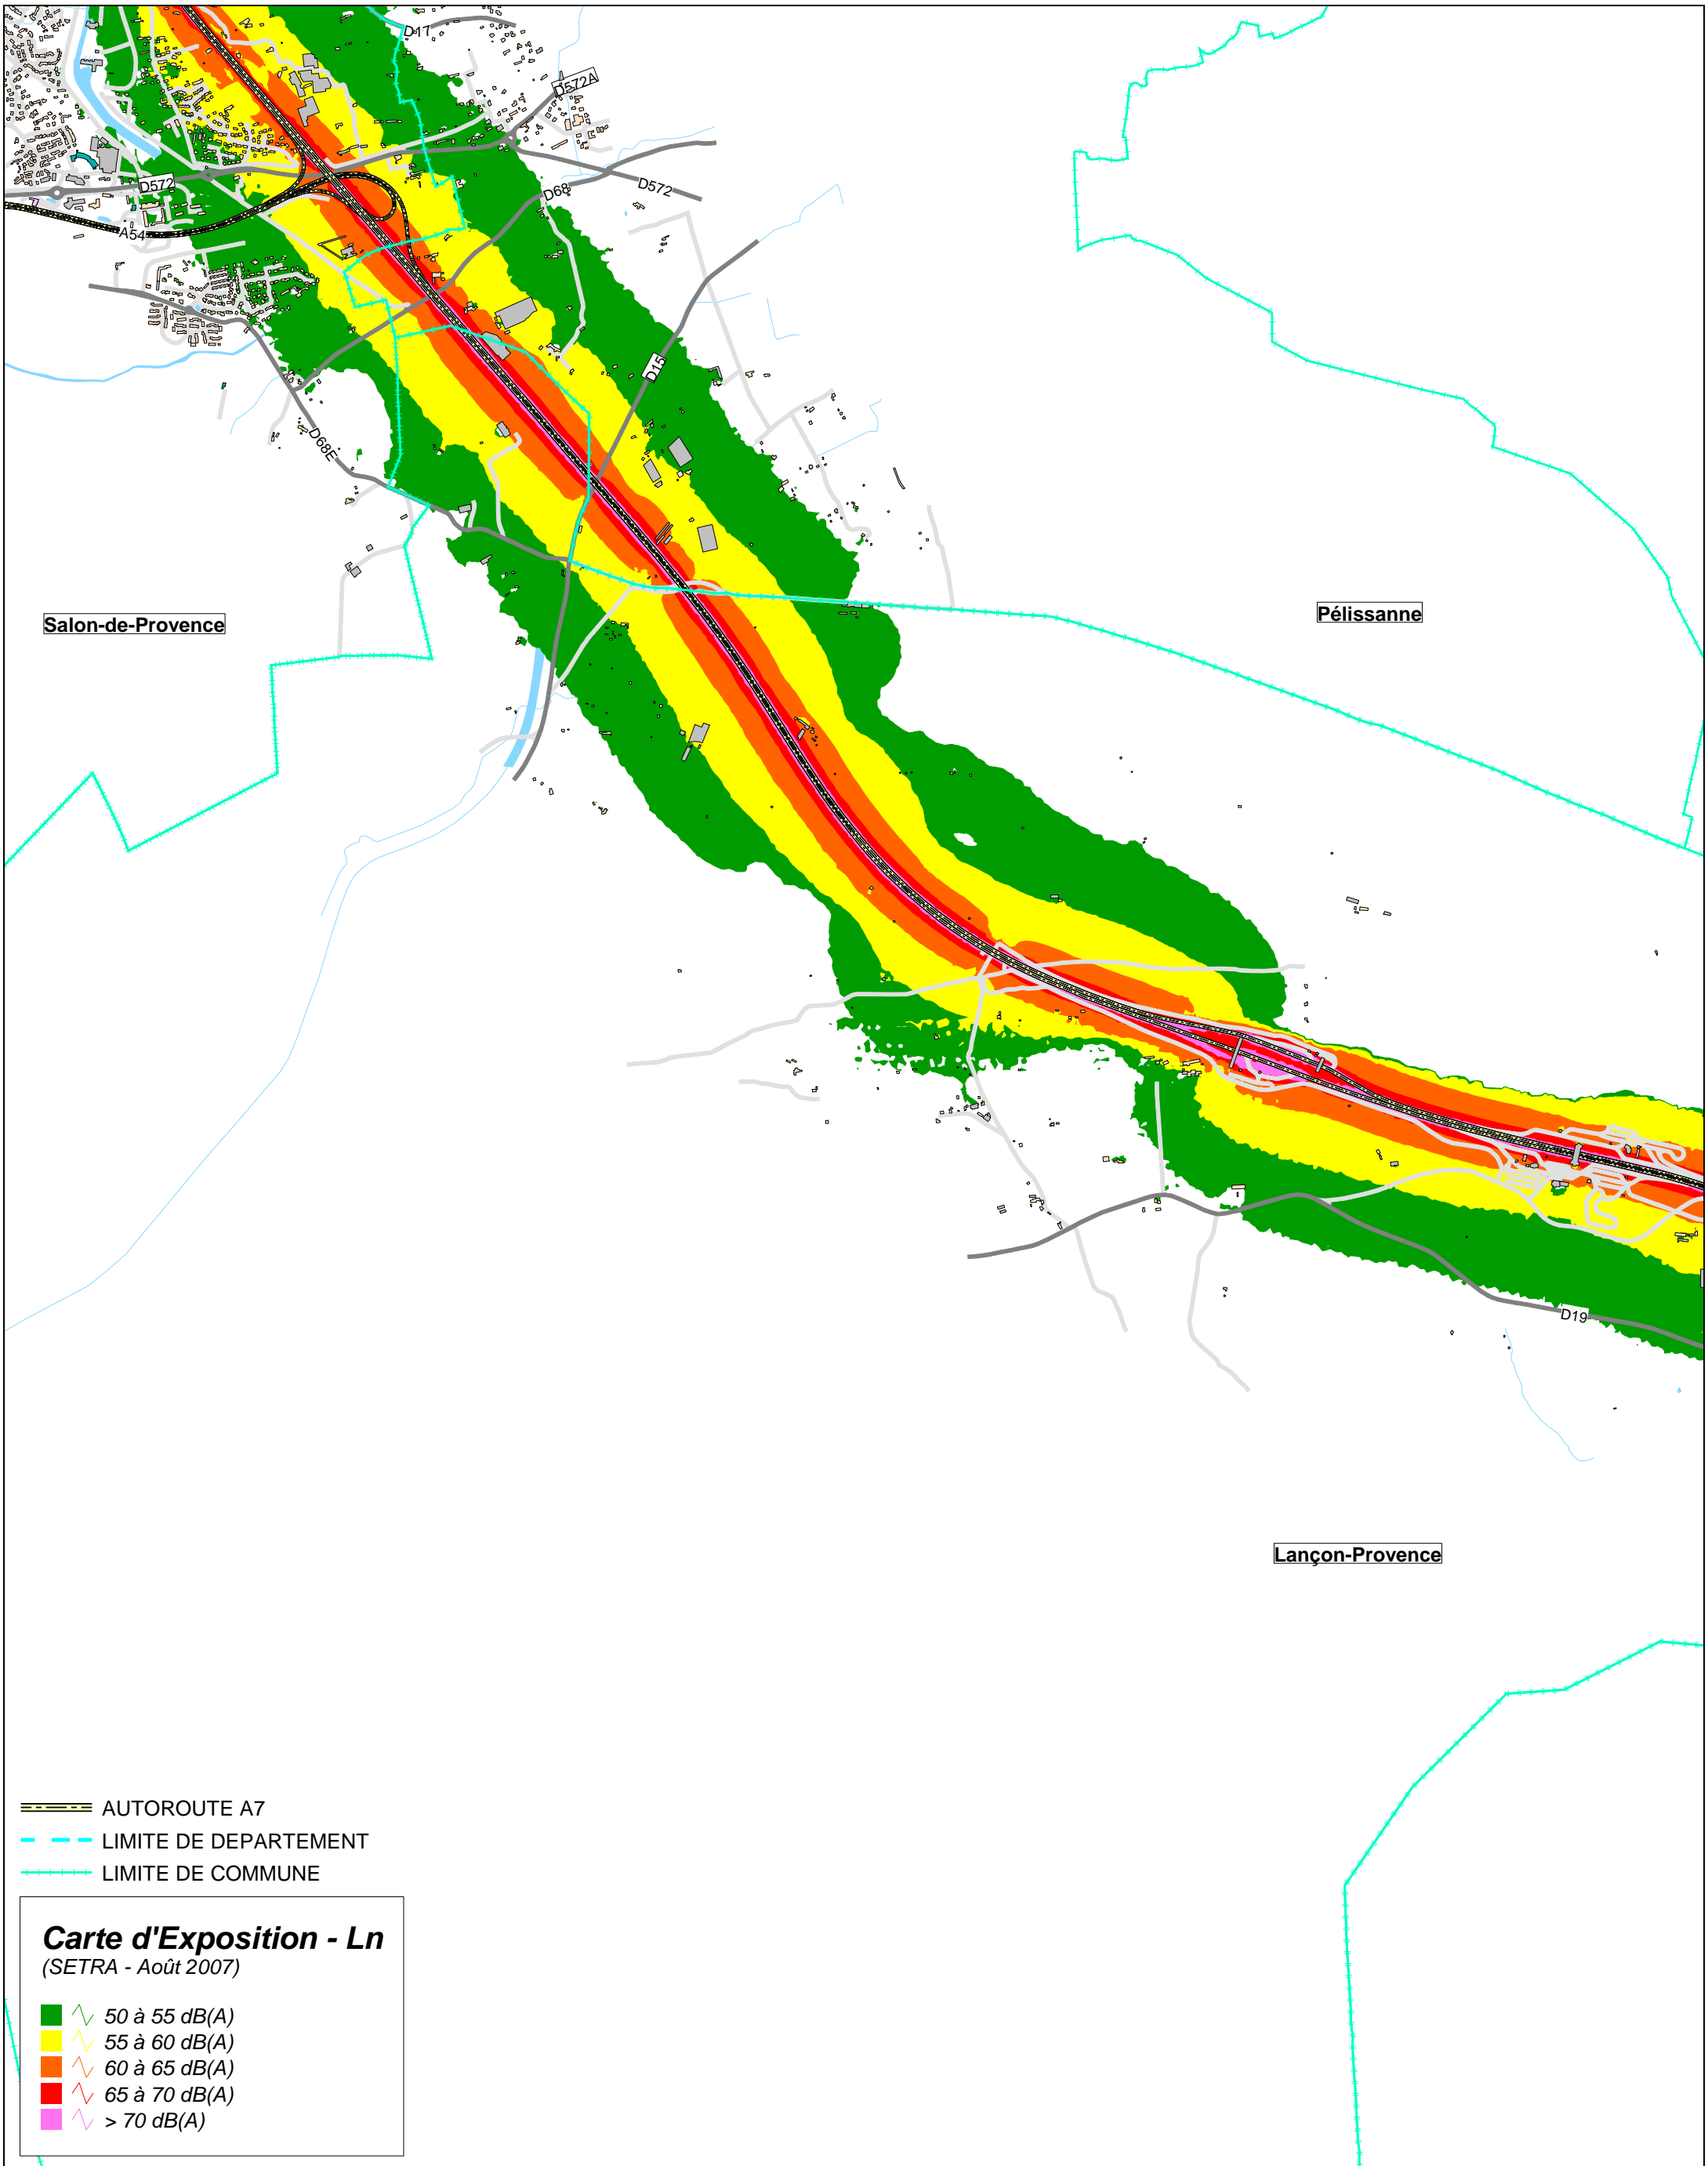 D17
D572A
D572
D68
D572
A54
D15
D68E
Salon-de-Provence
Pélissanne
D19
Lançon-Provence
AUTOROUTE A7
LIMITE DE DEPARTEMENT
LIMITE DE COMMUNE
Carte d'Exposition - Ln
(SETRA - Août 2007)
50 à 55 dB(A)
55 à 60 dB(A)
60 à 65 dB(A)
65 à 70 dB(A)
> 70 dB(A)